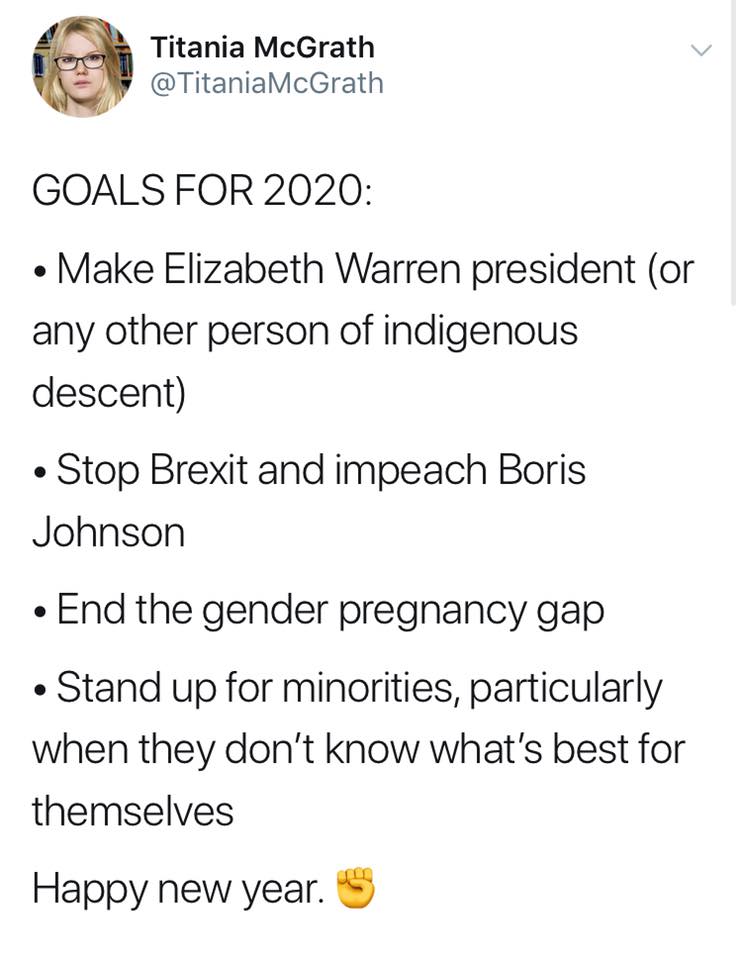 Titania McGrath
@TitaniaMcGrath
GOALS FOR 2020:
• Make Elizabeth Warren president (or
any other person of indigenous
descent)
• Stop Brexit and impeach Boris
Johnson
• End the gender pregnancy gap
• Stand up for minorities, particularly
when they don’t know what’s best for
themselves
Happy new year. ✊